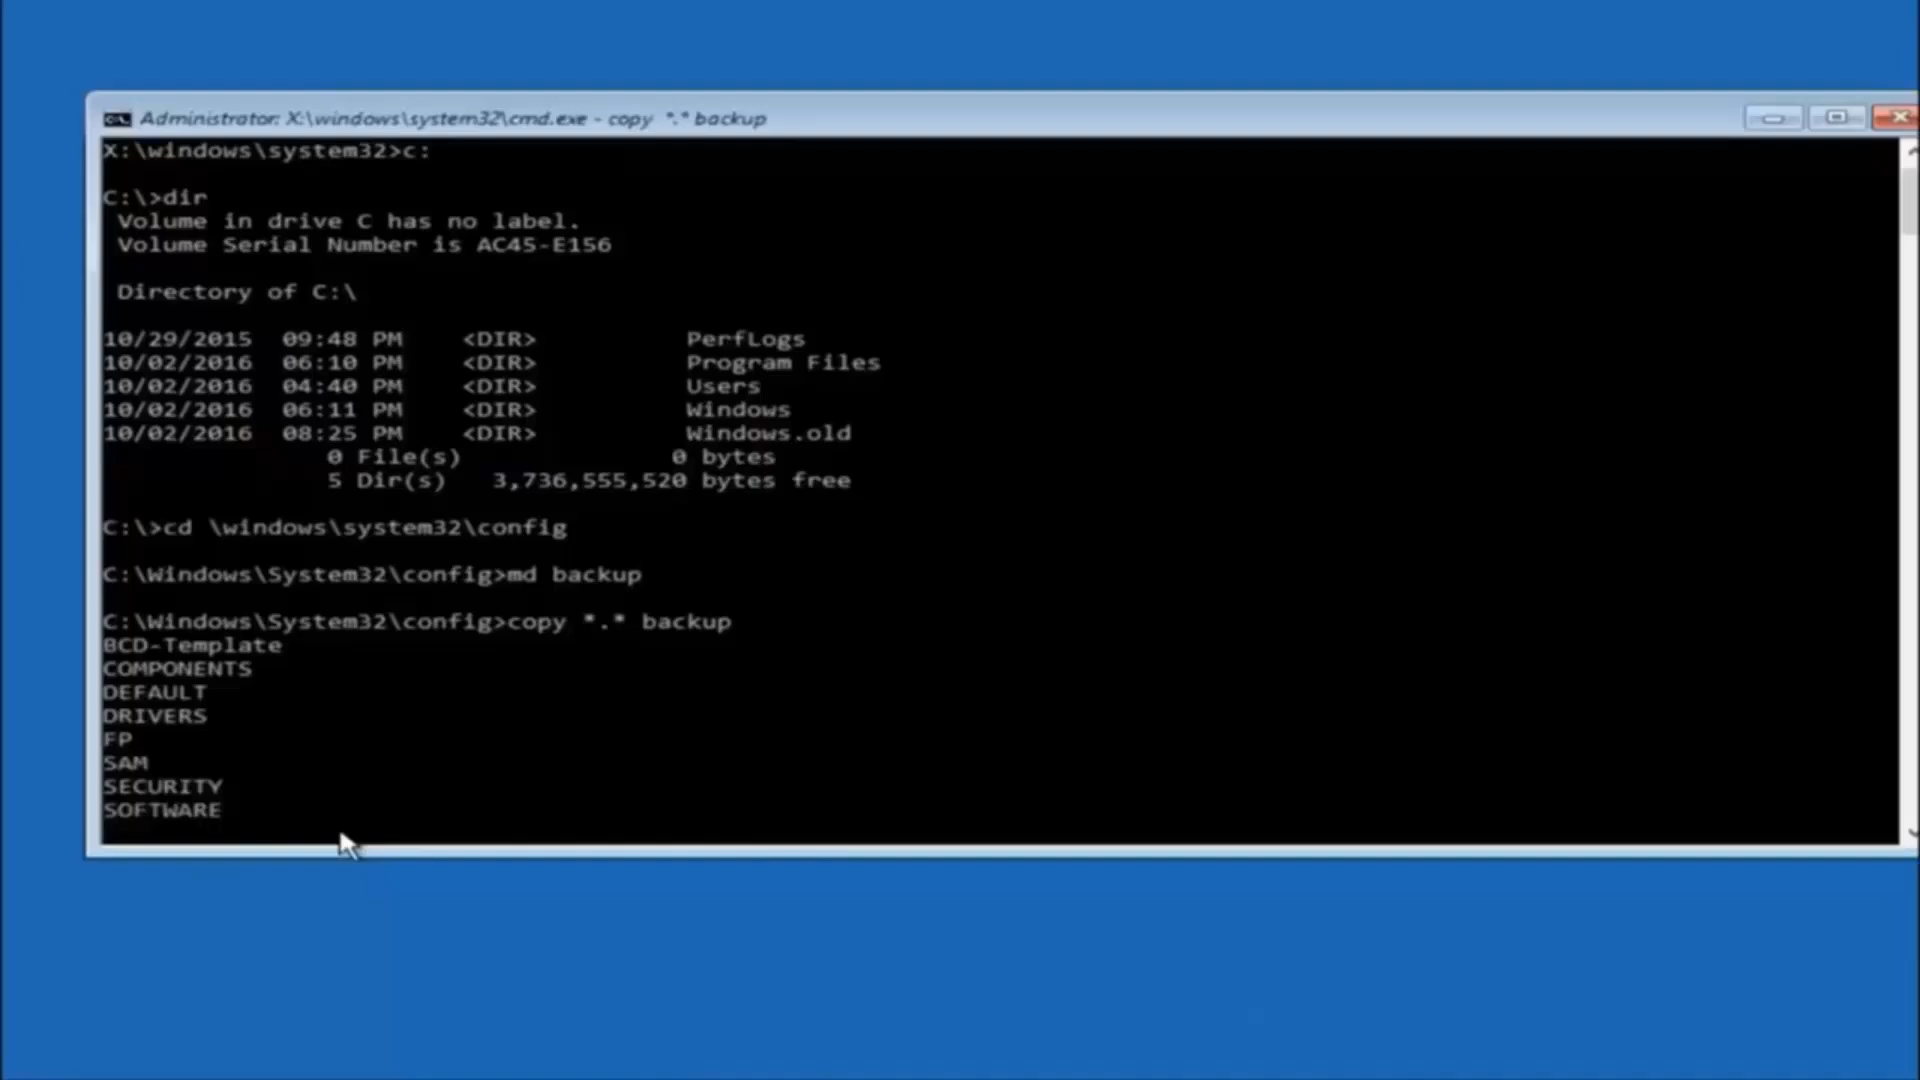 Administrator: X:\windows\system32\cmd.exe - copy *.* backup
X:\windows\system32>c:
C:\>dir
Volume in drive C has no label.
Volume Serial Number is AC45-E156
Directory of C:\
10/29/2015 09:48 PM <DIR> PerfLogs
10/02/2016 06:10 PM <DIR> Program Files
10/02/2016 04:40 PM <DIR> Users
10/02/2016 06:11 PM <DIR> Windows
10/02/2016 08:25 PM <DIR> Windows.old
0 File(s) 0 bytes
5 Dir(s) 3,736,555,520 bytes free
C:\>cd \windows\system32\config
C:\Windows\System32\config>md backup
C:\Windows\System32\config>copy *.* backup
BCD-Template
COMPONENTS
DEFAULT
DRIVERS
FP
SAM
SECURITY
SOFTWARE